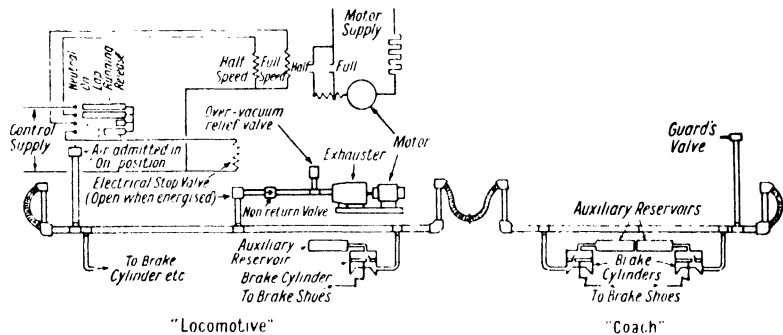 Motor
Supply
Half
Speed
Full
Speed
Half
Full
Neutral
On
Lap
Running
Release
Control
Supply
Over-vacuum
relief valve
Motor
Exhauster
Guard's
Valve
Air admitted in
'On' position
Electrical Stop Valve
(Open when energised)
Non return Valve
Auxiliary Reservoirs
To Brake
Cylinder etc
Auxiliary
Reservoir
Brake Cylinder
To Brake Shoes
Brake
Cylinders
To Brake Shoes
"Locomotive"
"Coach"